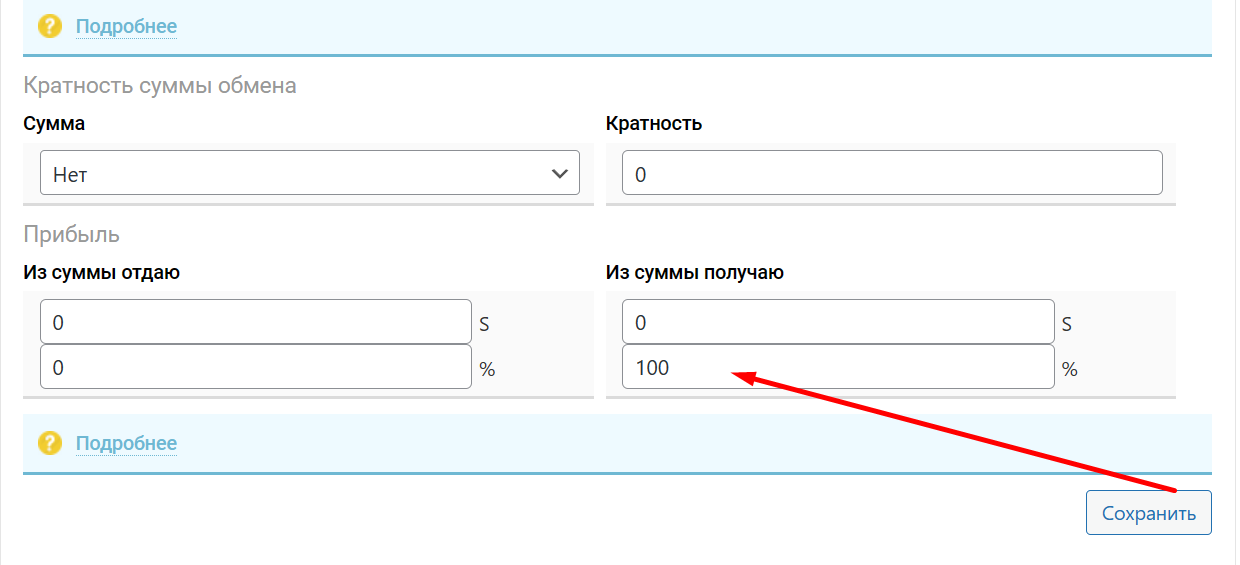 ? Подробнее
Кратность суммы обмена
Сумма Кратность
Нет 0
Прибыль
Из суммы отдаю Из суммы получаю
0 S 0 S
0 % 100 %
? Подробнее
Сохранить